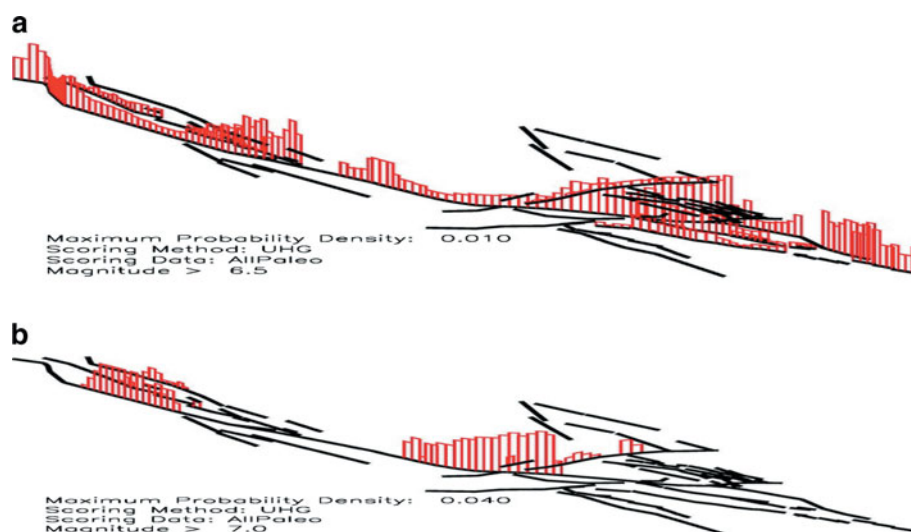 a
Maximum Probability Density: 0.010
Scoring Method: UHG
Scoring Data: AllPaleo
Magnitude > 6.5
b
Maximum Probability Density: 0.040
Scoring Method: UHG
Scoring Data: AllPaleo
Magnitude > 7.0